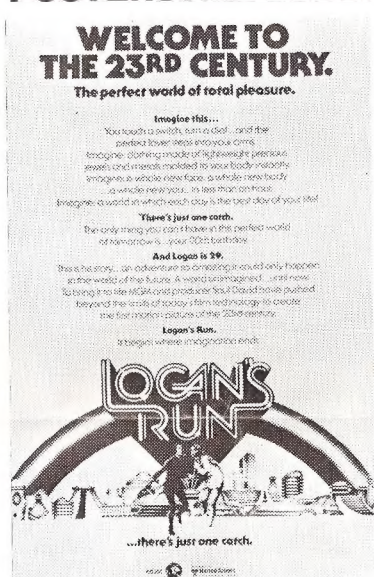 WELCOME TO
THE 23RD CENTURY.
The perfect world of total pleasure.
Imagine this...
You touch a switch, turn a dial...and the
perfect lover steps into your arms.
Imagine clothing made of lightweight precious
jewels and metals molded to your body instantly.
Imagine a whole new face, a whole new body
...a whole new you...in less than an hour.
Imagine a world in which each day is the best day of your life!
There's just one catch.
The only thing you can't have in this perfect world
of tomorrow is...your 30th birthday.
And Logan is 29.
This is his story...an adventure so amazing it could only happen
in the world of the future. A world unimagined...until now.
To bring it to life MGM and producer Saul David have pushed
beyond the limits of today's film technology to create
the first motion picture of the 23rd century.
Logan's Run.
It begins where imagination ends.
LOGAN'S
RUN
...there's just one catch.